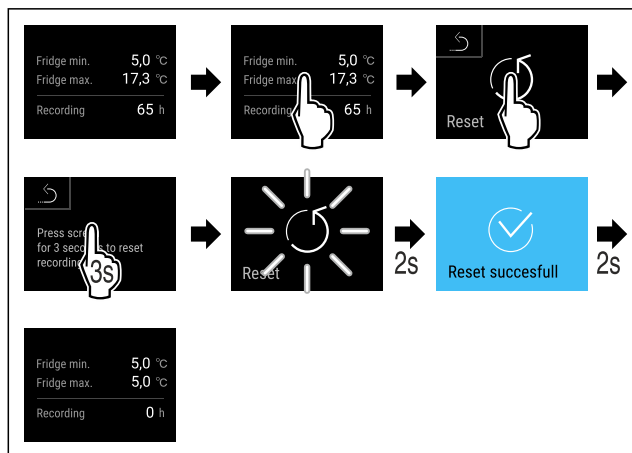 Fridge min. 5,0 °C
Fridge max. 17,3 °C
Recording 65 h
Fridge min. 5,0 °C
Fridge max. 17,3 °C
Recording 65 h
Reset
Press screen
for 3 seconds to reset
recording
3s
Reset
2s
Reset succesfull
2s
Fridge min. 5,0 °C
Fridge max. 5,0 °C
Recording 0 h